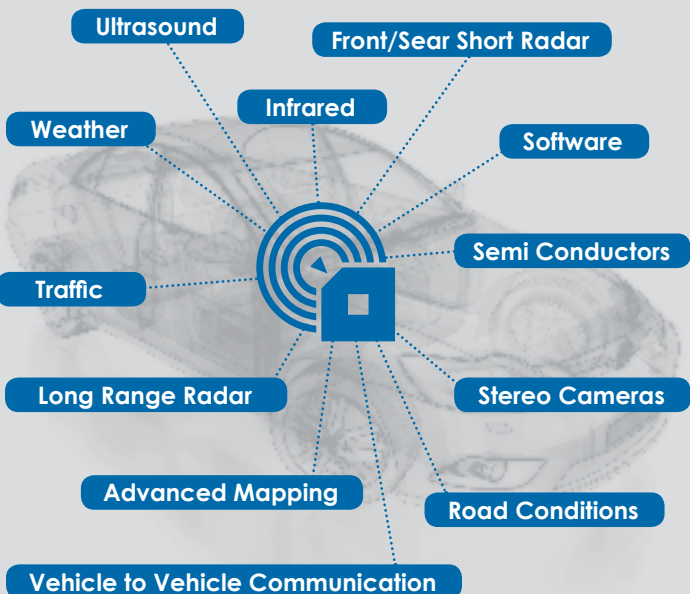 Ultrasound
Front/Sear Short Radar
Infrared
Weather
Software
Semi Conductors
Traffic
Long Range Radar
Stereo Cameras
Advanced Mapping
Road Conditions
Vehicle to Vehicle Communication